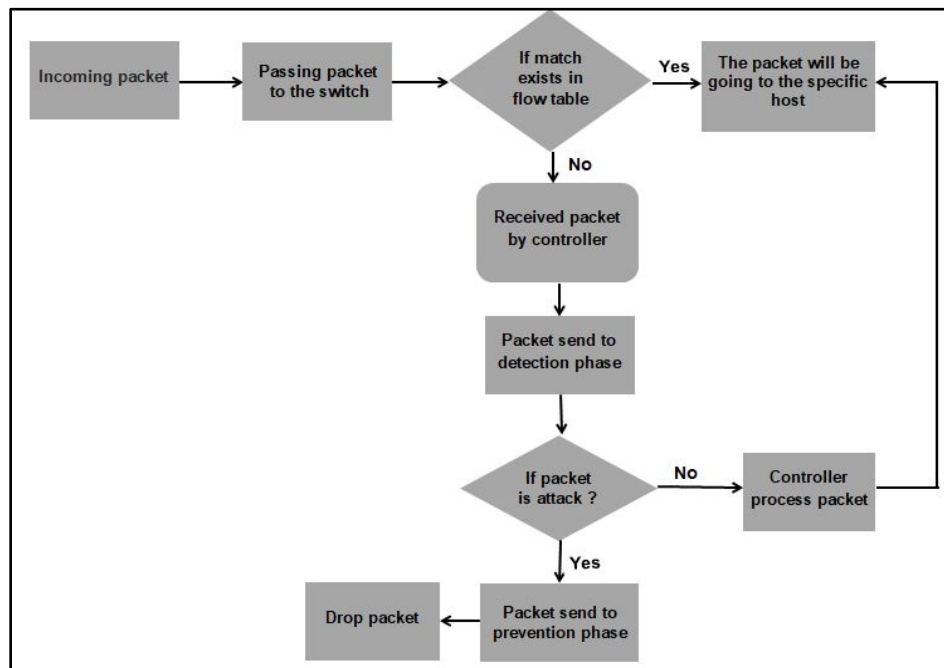 Incoming packet
Passing packet
to the switch
If match
exists in
flow table
Yes
The packet will be
going to the specific
host
No
Received packet
by controller
Packet send to
detection phase
If packet
is attack ?
No
Controller
process packet
Yes
Packet send to
prevention phase
Drop packet